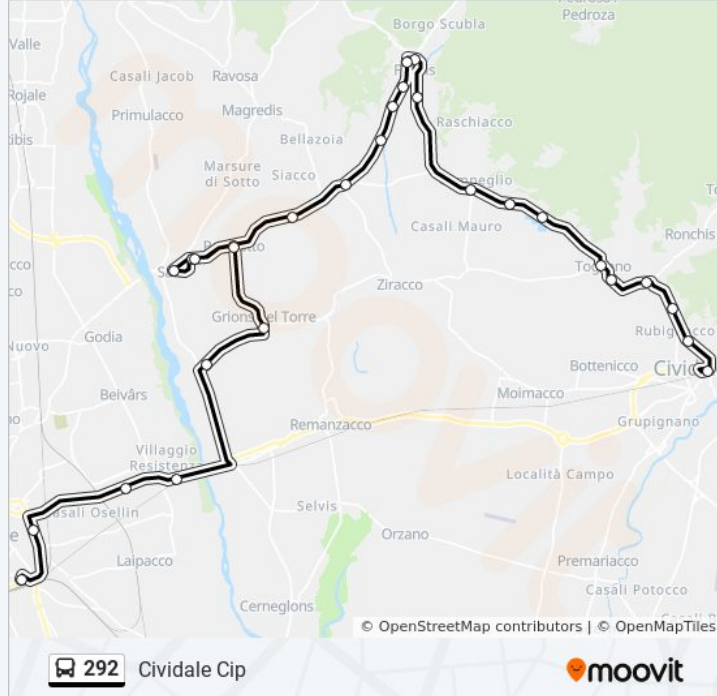 Borgo Scubla
Pedroza
Valle
Casali Jacob
Ravosa
Rojale
Primulacco
Magredis
Raschiacco
Bellazoia
Marsure
di Sotto
Siacco
Casali Mauro
Ronchis
Ziracco
Grions del Torre
Nuovo
Godia
Bottenicco
Moimacco
Beivârs
Grupignano
Remanzacco
Villaggio
Resistenza
Località Campo
Casali Osellin
Selvis
Orzano
Laipacco
Premariacco
Casali Potocco
Cerneglons
© OpenStreetMap contributors | © OpenMapTiles
292 Cividale Cip
moovit